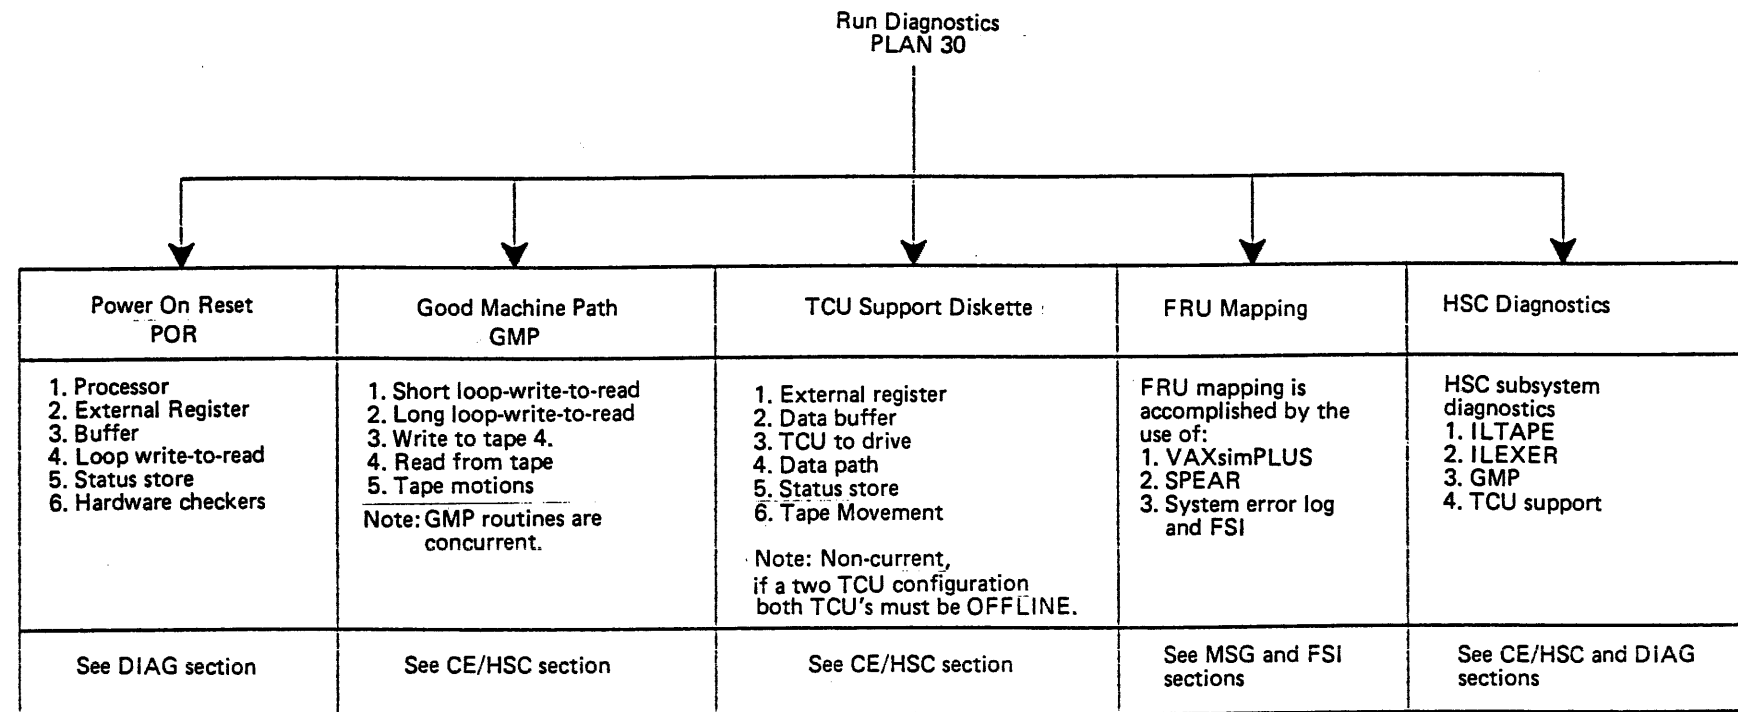 Run Diagnostics
PLAN 30
Power On Reset
POR
Good Machine Path
GMP
TCU Support Diskette
FRU Mapping
HSC Diagnostics
1. Processor
2. External Register
3. Buffer
4. Loop write-to-read
5. Status store
6. Hardware checkers
1. Short loop-write-to-read
2. Long loop-write-to-read
3. Write to tape 4.
4. Read from tape
5. Tape motions
Note: GMP routines are
concurrent.
1. External register
2. Data buffer
3. TCU to drive
4. Data path
5. Status store
6. Tape Movement
Note: Non-current,
if a two TCU configuration
both TCU's must be OFFLINE.
FRU mapping is
accomplished by the
use of:
1. VAXsimPLUS
2. SPEAR
3. System error log
and FSI
HSC subsystem
diagnostics
1. ILTAPE
2. ILEXER
3. GMP
4. TCU support
See DIAG section
See CE/HSC section
See CE/HSC section
See MSG and FSI
sections
See CE/HSC and DIAG
sections